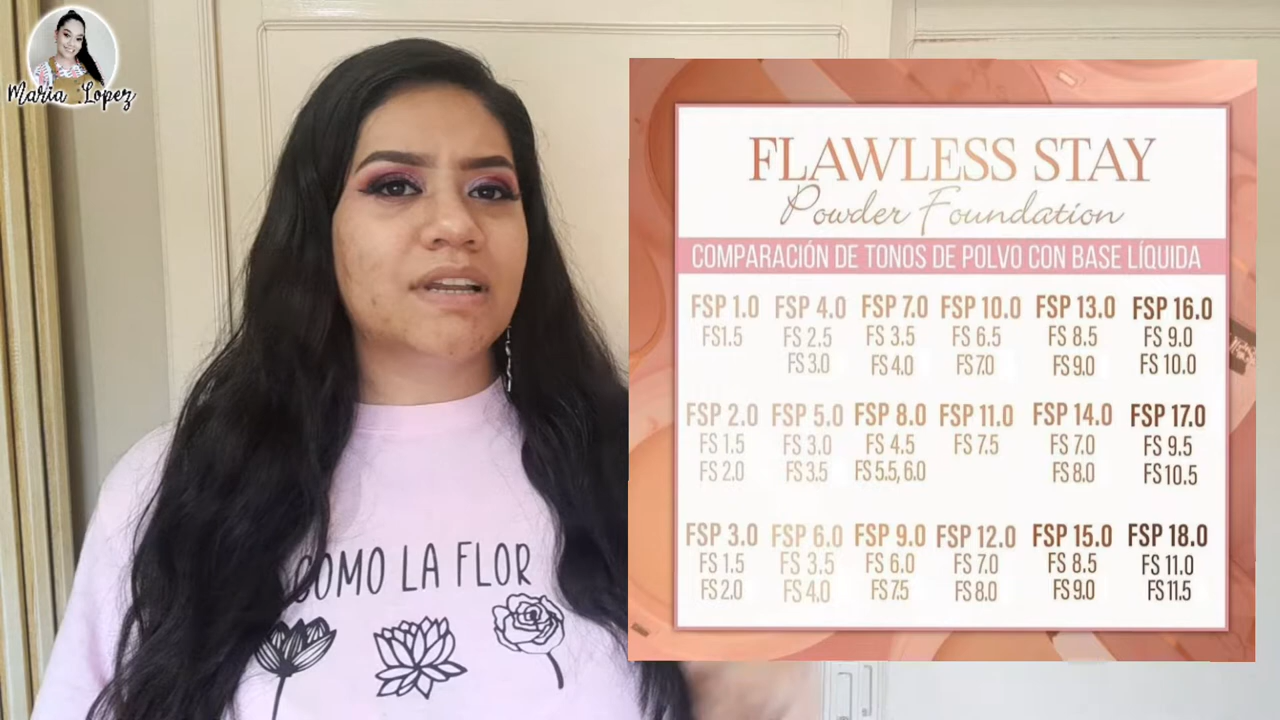 Maria Lopez
COMO LA FLOR
FLAWLESS STAY
Powder Foundation
COMPARACIÓN DE TONOS DE POLVO CON BASE LÍQUIDA
FSP 1.0 FSP 4.0 FSP 7.0 FSP 10.0 FSP 13.0 FSP 16.0
FS1.5 FS 2.5 FS 3.5 FS 6.5 FS 8.5 FS 9.0
FS 3.0 FS 4.0 FS 7.0 FS 9.0 FS 10.0
FSP 2.0 FSP 5.0 FSP 8.0 FSP 11.0 FSP 14.0 FSP 17.0
FS 1.5 FS 3.0 FS 4.5 FS 7.5 FS 7.0 FS 9.5
FS 2.0 FS 3.5 FS 5.5, 6.0 FS 8.0 FS 10.5
FSP 3.0 FSP 6.0 FSP 9.0 FSP 12.0 FSP 15.0 FSP 18.0
FS 1.5 FS 3.5 FS 6.0 FS 7.0 FS 8.5 FS 11.0
FS 2.0 FS 4.0 FS 7.5 FS 8.0 FS 9.0 FS 11.5